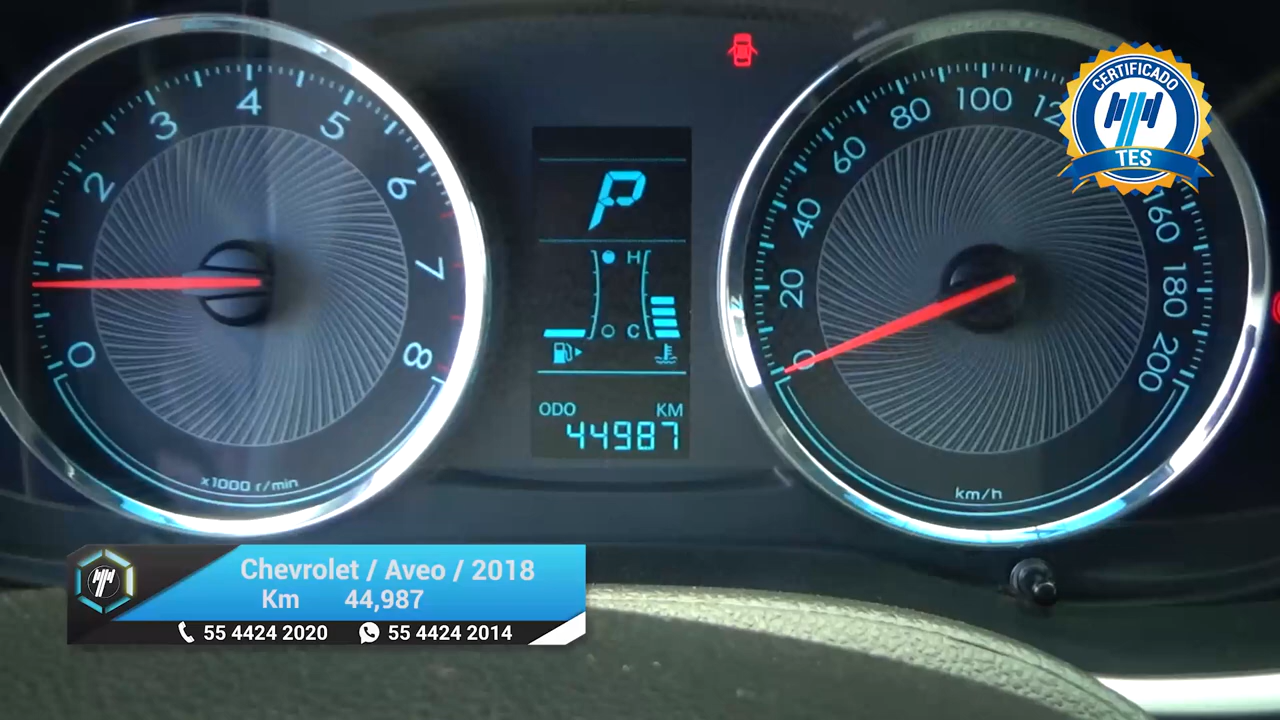 0
1
2
3
4
5
6
7
8
x1000 r/min
P
H
C
ODO KM
44987
0
20
40
60
80
100
160
180
200
km/h
CERTIFICADO
TES
Chevrolet / Aveo / 2018
Km 44,987
55 4424 2020 55 4424 2014